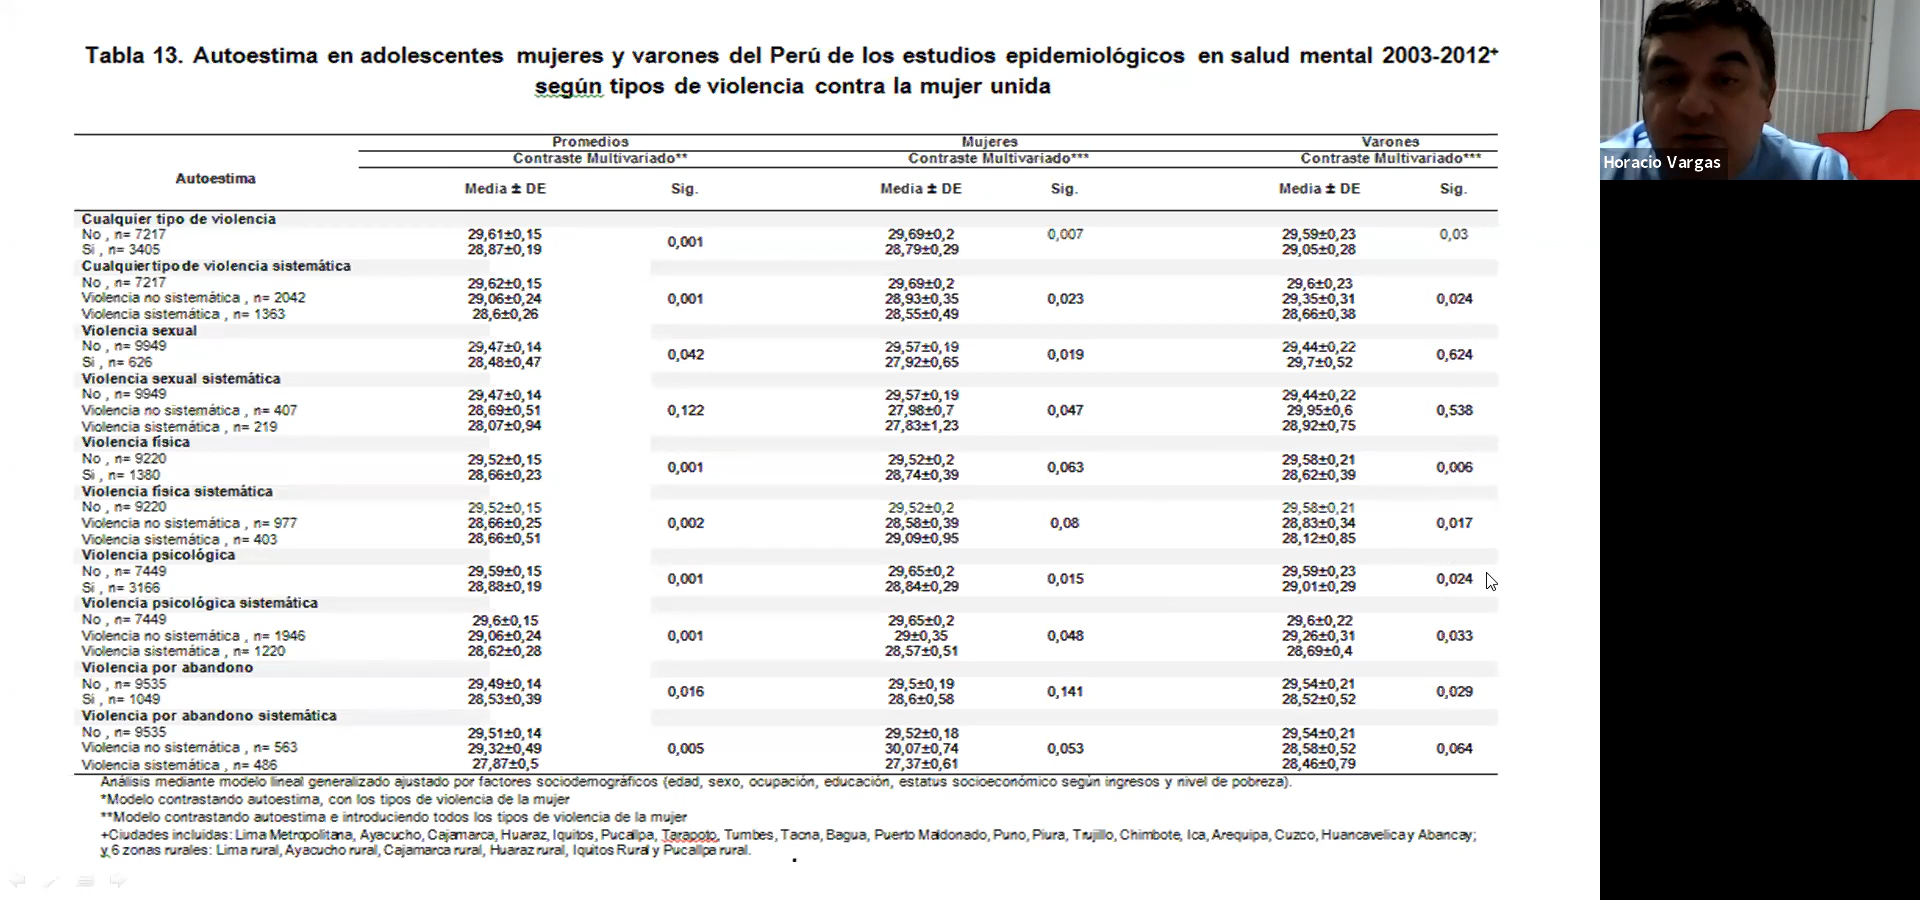 Tabla 13. Autoestima en adolescentes mujeres y varones del Perú de los estudios epidemiológicos en salud mental 2003-2012+
según tipos de violencia contra la mujer unida
Promedios Mujeres Varones
Contraste Multivariado** Contraste Multivariado*** Contraste Multivariado***
Autoestima
Media ± DE Sig. Media ± DE Sig. Media ± DE Sig.
Cualquier tipo de violencia
No , n= 7217 29,61±0,15 0,001 29,69±0,2 0,007 29,59±0,23 0,03
Si , n= 3405 28,87±0,19 28,79±0,29 29,05±0,28
Cualquier tipo de violencia sistemática
No , n= 7217 29,62±0,15 29,69±0,2 29,6±0,23
Violencia no sistemática , n= 2042 29,06±0,24 0,001 28,93±0,35 0,023 29,35±0,31 0,024
Violencia sistemática , n= 1363 28,6±0,26 28,55±0,49 28,66±0,38
Violencia sexual
No , n= 9949 29,47±0,14 0,042 29,57±0,19 0,019 29,44±0,22 0,624
Si , n= 626 28,48±0,47 27,92±0,65 29,7±0,52
Violencia sexual sistemática
No , n= 9949 29,47±0,14 29,57±0,19 29,44±0,22
Violencia no sistemática , n= 407 28,69±0,51 0,122 27,98±0,7 0,047 29,95±0,6 0,538
Violencia sistemática , n= 219 28,07±0,94 27,83±1,23 28,92±0,75
Violencia física
No , n= 9220 29,52±0,15 0,001 29,52±0,2 0,063 29,58±0,21 0,006
Si , n= 1380 28,66±0,23 28,74±0,39 28,62±0,39
Violencia física sistemática
No , n= 9220 29,52±0,15 29,52±0,2 29,58±0,21
Violencia no sistemática , n= 977 28,66±0,25 0,002 28,58±0,39 0,08 28,83±0,34 0,017
Violencia sistemática , n= 403 28,66±0,51 29,09±0,95 28,12±0,85
Violencia psicológica
No , n= 7449 29,59±0,15 0,001 29,65±0,2 0,015 29,59±0,23 0,024
Si , n= 3166 28,88±0,19 28,84±0,29 29,01±0,29
Violencia psicológica sistemática
No , n= 7449 29,6±0,15 29,65±0,2 29,6±0,22
Violencia no sistemática , n= 1946 29,06±0,24 0,001 29±0,35 0,048 29,26±0,31 0,033
Violencia sistemática , n= 1220 28,62±0,28 28,57±0,51 28,69±0,4
Violencia por abandono
No , n= 9535 29,49±0,14 0,016 29,5±0,19 0,141 29,54±0,21 0,029
Si , n= 1049 28,53±0,39 28,6±0,58 28,52±0,52
Violencia por abandono sistemática
No , n= 9535 29,51±0,14 29,52±0,18 29,54±0,21
Violencia no sistemática , n= 563 29,32±0,49 0,005 30,07±0,74 0,053 28,58±0,52 0,064
Violencia sistemática , n= 486 27,87±0,5 27,37±0,61 28,46±0,79
Análisis mediante modelo lineal generalizado ajustado por factores sociodemográficos (edad, sexo, ocupación, educación, estatus socioeconómico según ingresos y nivel de pobreza).
*Modelo contrastando autoestima, con los tipos de violencia de la mujer
**Modelo contrastando autoestima e introduciendo todos los tipos de violencia de la mujer
+Ciudades incluidas: Lima Metropolitana, Ayacucho, Cajamarca, Huaraz, Iquitos, Pucallpa, Tarapoto, Tumbes, Tacna, Bagua, Puerto Maldonado, Puno, Piura, Trujillo, Chimbote, Ica, Arequipa, Cuzco, Huancavelica y Abancay;
y 6 zonas rurales: Lima rural, Ayacucho rural, Cajamarca rural, Huaraz rural, Iquitos Rural y Pucallpa rural.
Horacio Vargas